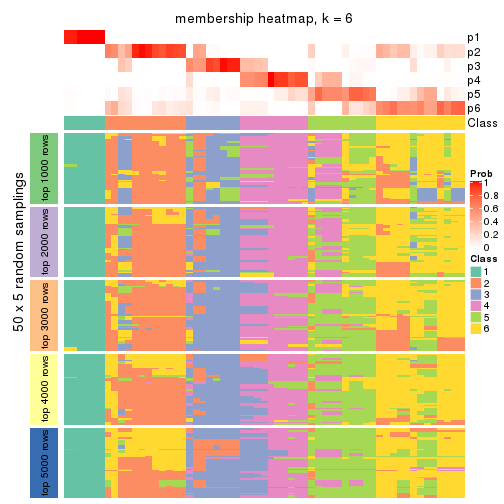 membership heatmap, k = 6
p1
p2
p3
p4
p5
p6
Class
50 x 5 random samplings
top 1000 rows
top 2000 rows
top 3000 rows
top 4000 rows
top 5000 rows
Prob
1
0.8
0.6
0.4
0.2
0
Class
1
2
3
4
5
6